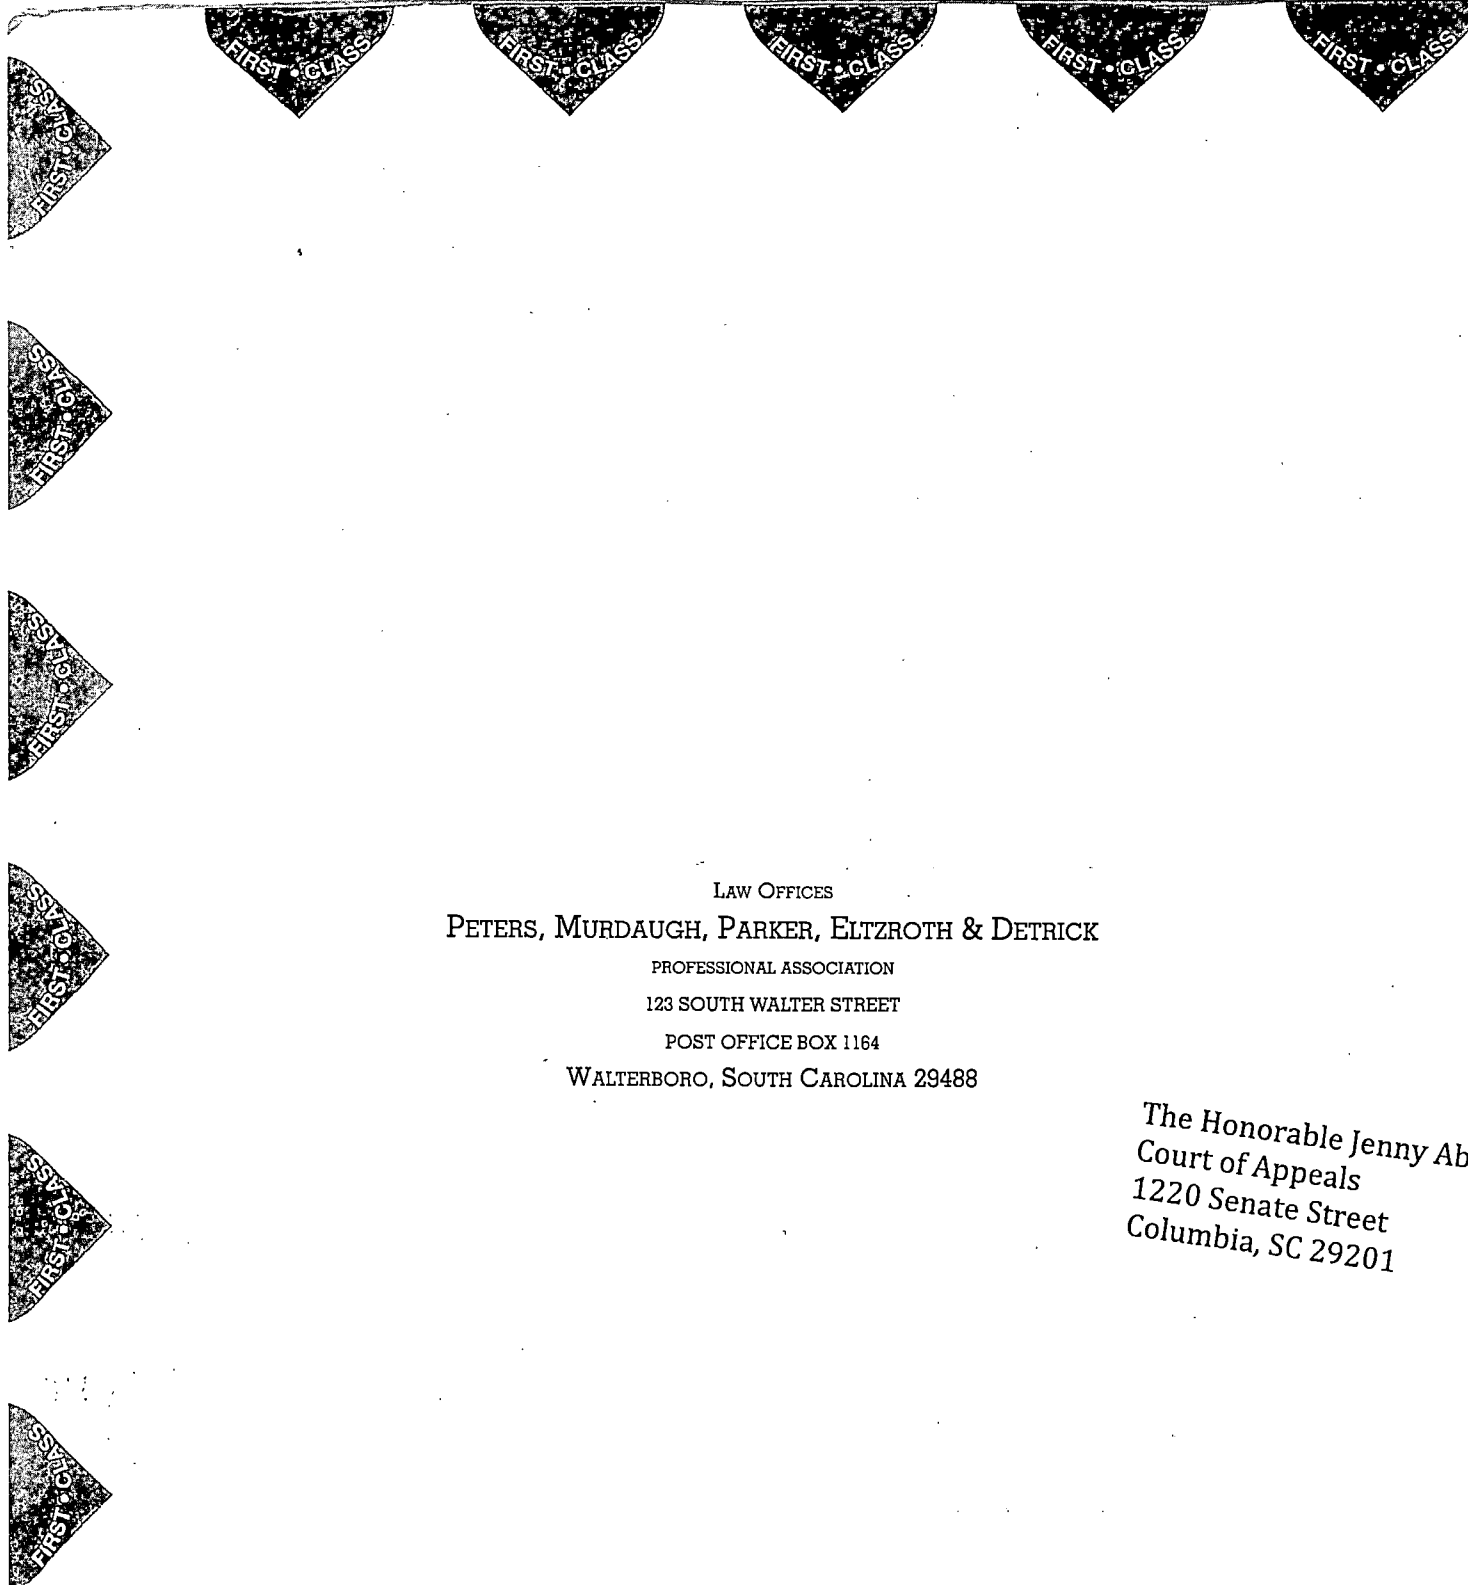 FIRST • CLASS
FIRST • CLASS
FIRST • CLASS
FIRST • CLASS
FIRST • CLASS
FIRST • CLASS
FIRST • CLASS
FIRST • CLASS
FIRST • CLASS
FIRST • CLASS
FIRST • CLASS
LAW OFFICES
PETERS, MURDAUGH, PARKER, ELTZROTH & DETRICK
PROFESSIONAL ASSOCIATION
123 SOUTH WALTER STREET
POST OFFICE BOX 1164
WALTERBORO, SOUTH CAROLINA 29488
The Honorable Jenny Ab
Court of Appeals
1220 Senate Street
Columbia, SC 29201